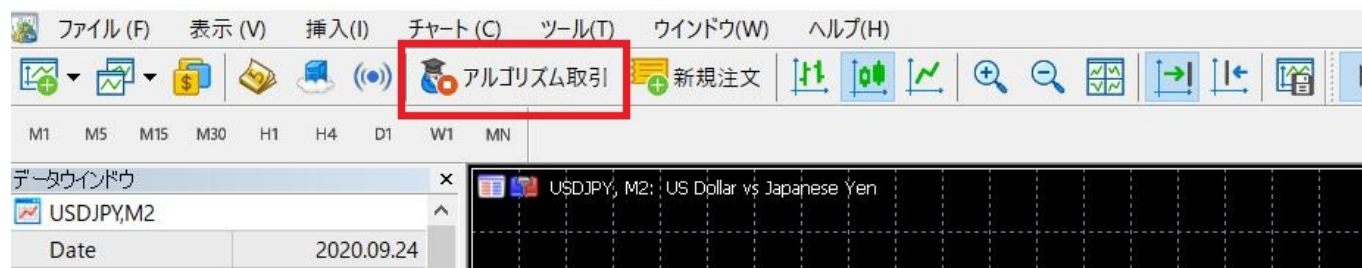 ファイル (F) 表示 (V) 挿入(I) チャート (C) ツール(T) ウインドウ(W) ヘルプ(H)
アルゴリズム取引 新規注文
M1 M5 M15 M30 H1 H4 D1 W1 MN
データウインドウ
USDJPY, M2: US Dollar vs Japanese Yen
USDJPY,M2
Date 2020.09.24